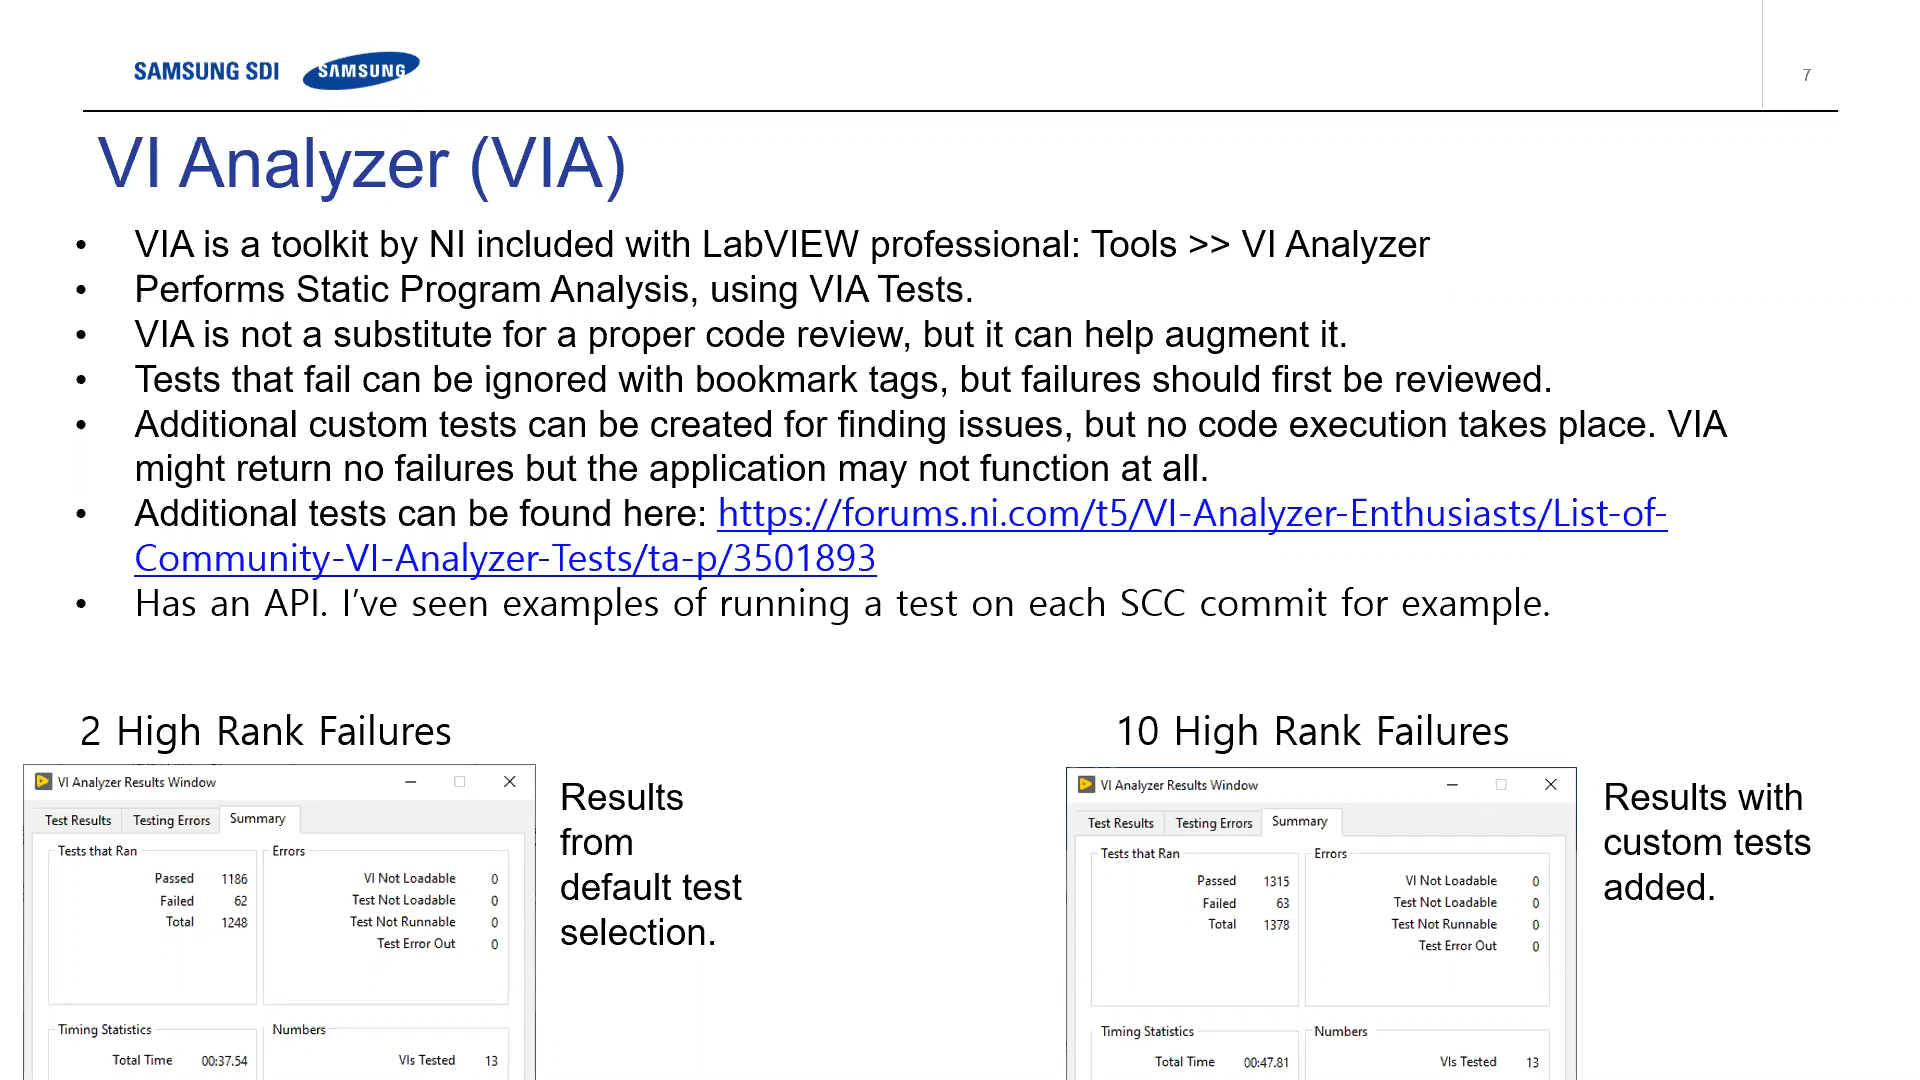 SAMSUNG SDI SAMSUNG
7
VI Analyzer (VIA)
• VIA is a toolkit by NI included with LabVIEW professional: Tools >> VI Analyzer
• Performs Static Program Analysis, using VIA Tests.
• VIA is not a substitute for a proper code review, but it can help augment it.
• Tests that fail can be ignored with bookmark tags, but failures should first be reviewed.
• Additional custom tests can be created for finding issues, but no code execution takes place. VIA
might return no failures but the application may not function at all.
• Additional tests can be found here: https://forums.ni.com/t5/VI-Analyzer-Enthusiasts/List-of-
Community-VI-Analyzer-Tests/ta-p/3501893
• Has an API. I’ve seen examples of running a test on each SCC commit for example.
2 High Rank Failures
VI Analyzer Results Window
Test Results Testing Errors Summary
Tests that Ran
Passed 1186
Failed 62
Total 1248
Errors
VI Not Loadable 0
Test Not Loadable 0
Test Not Runnable 0
Test Error Out 0
Timing Statistics
Total Time 00:37.54
Numbers
VIs Tested 13
Results
from
default test
selection.
10 High Rank Failures
VI Analyzer Results Window
Test Results Testing Errors Summary
Tests that Ran
Passed 1315
Failed 63
Total 1378
Errors
VI Not Loadable 0
Test Not Loadable 0
Test Not Runnable 0
Test Error Out 0
Timing Statistics
Total Time 00:47.81
Numbers
VIs Tested 13
Results with
custom tests
added.